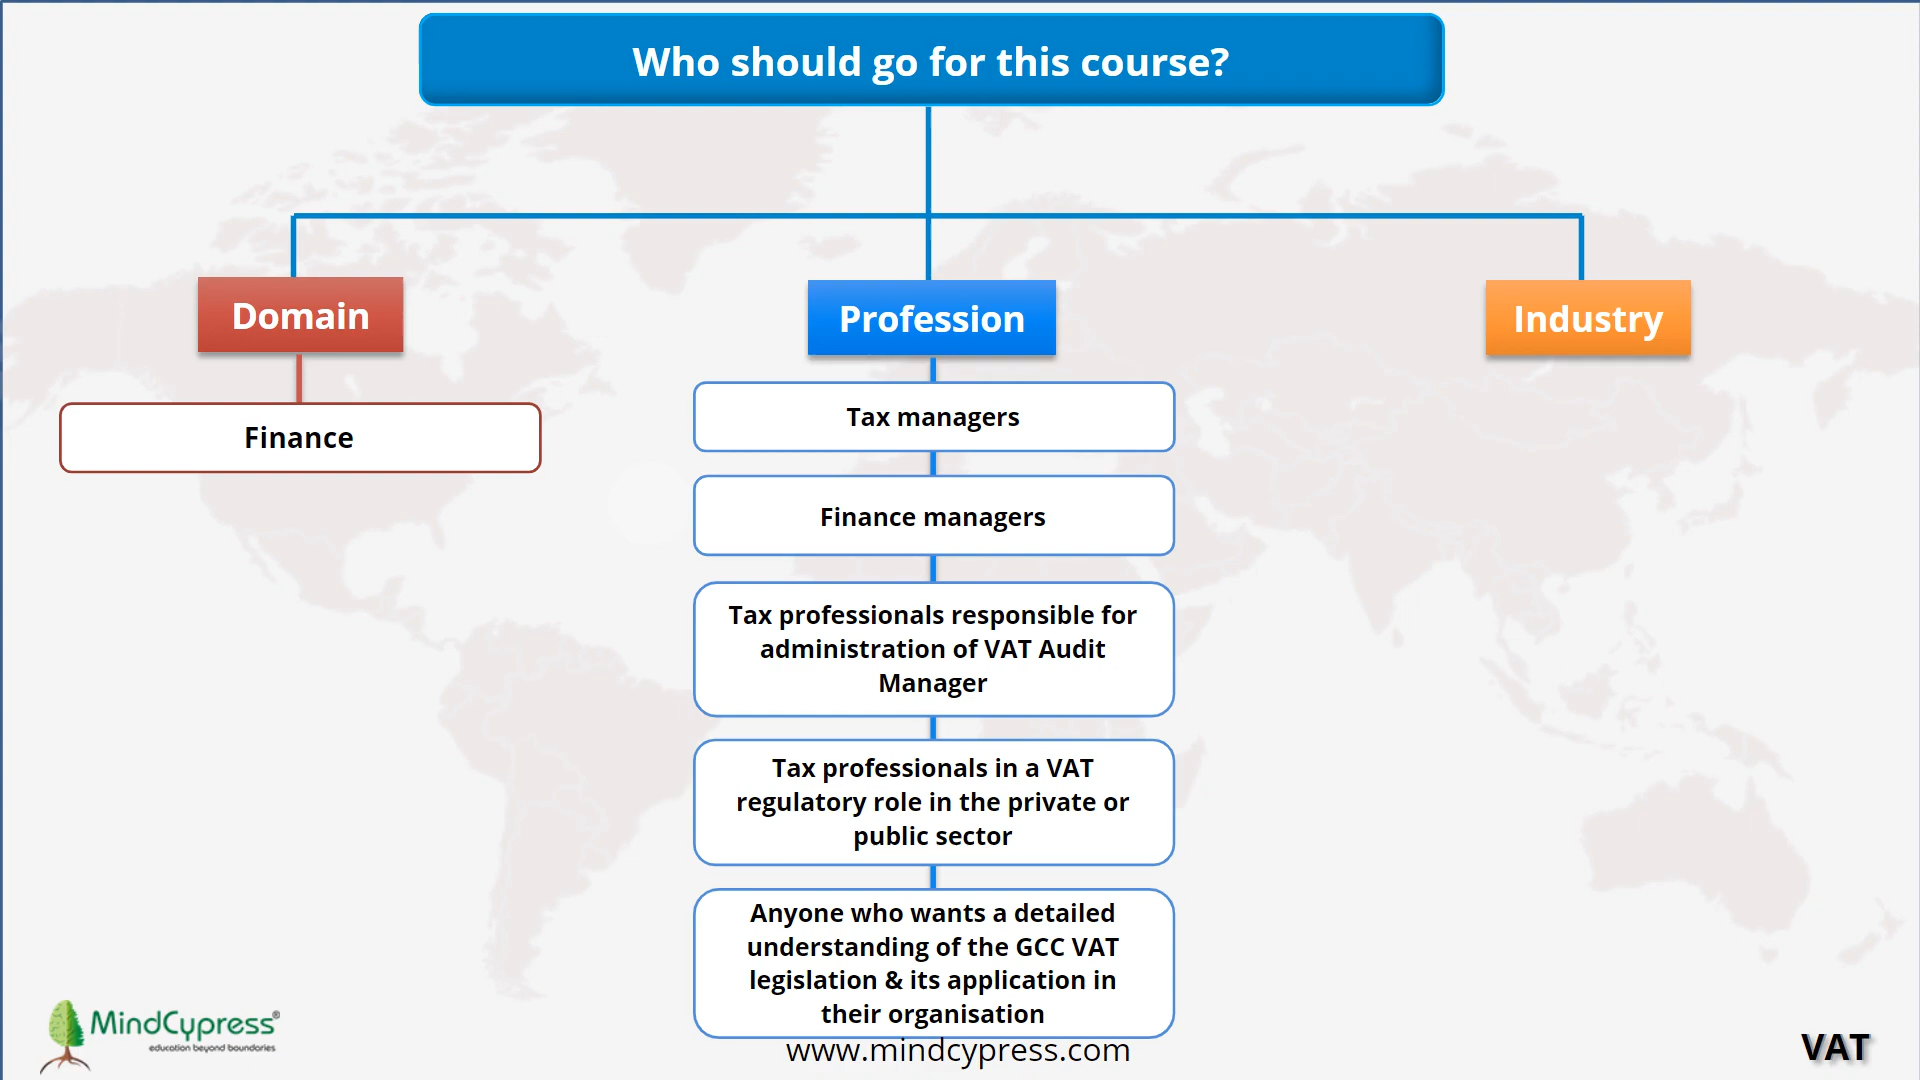 Who should go for this course?
Domain
Finance
Profession
Tax managers
Finance managers
Tax professionals responsible for
administration of VAT Audit
Manager
Tax professionals in a VAT
regulatory role in the private or
public sector
Anyone who wants a detailed
understanding of the GCC VAT
legislation & its application in
their organisation
Industry
MindCypress®
education beyond boundaries
www.mindcypress.com
VAT